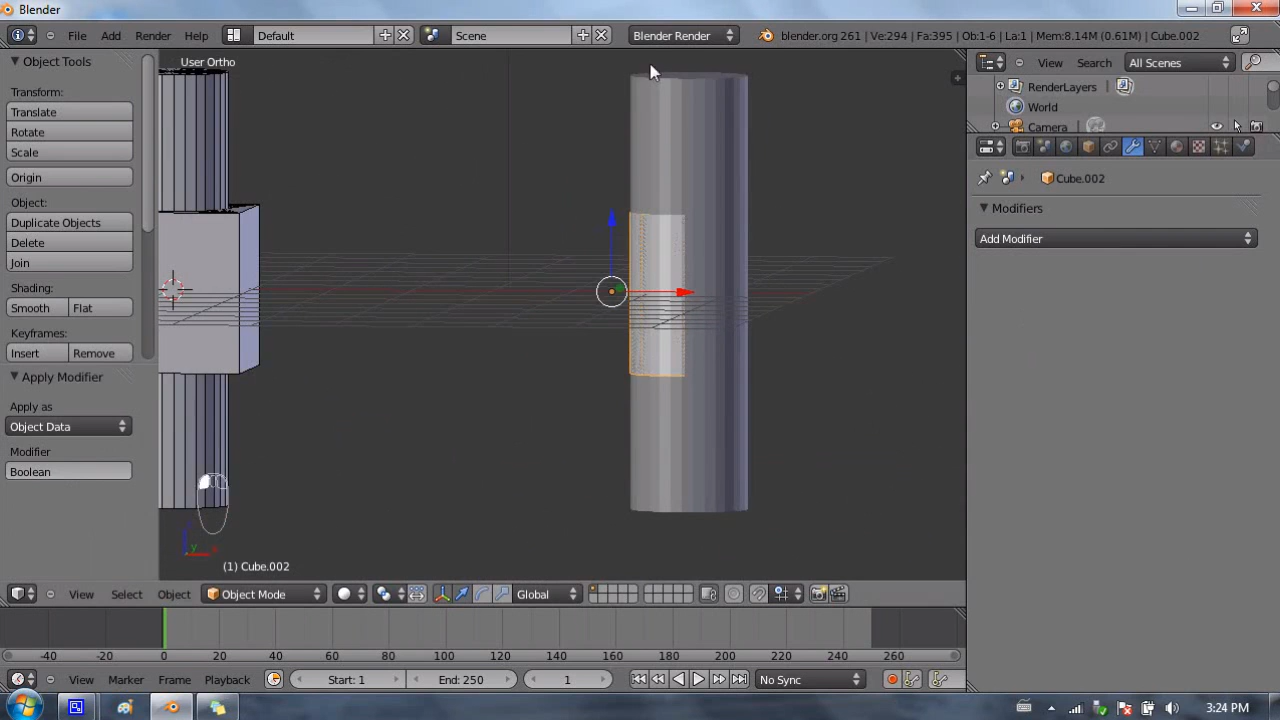 Blender
File Add Render Help Default Scene Blender Render blender.org 261 | Ve:294 | Fa:395 | Ob:1-6 | La:1 | Mem:8.14M (0.61M) | Cube.002
Object Tools
Transform:
Translate
Rotate
Scale
Origin
Object:
Duplicate Objects
Delete
Join
Shading:
Smooth Flat
Keyframes:
Insert Remove
Apply Modifier
Apply as
Object Data
Modifier
Boolean
User Ortho
z
y x
(1) Cube.002
View Search All Scenes
RenderLayers
World
Camera
Cube.002
Modifiers
Add Modifier
View Select Object Object Mode Global
-40 -20 0 20 40 60 80 100 120 140 160 180 200 220 240 260
View Marker Frame Playback Start: 1 End: 250 1 No Sync
3:24 PM